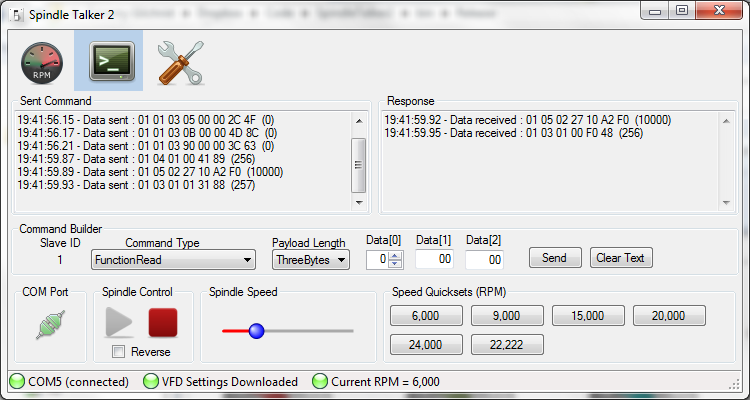 Spindle Talker 2
RPM
>_
Sent Command
19:41:56.15 - Data sent : 01 01 03 05 00 00 2C 4F (0)
19:41:56.17 - Data sent : 01 01 03 0B 00 00 4D 8C (0)
19:41:56.21 - Data sent : 01 01 03 90 00 00 3C 63 (0)
19:41:59.87 - Data sent : 01 04 01 00 41 89 (256)
19:41:59.89 - Data sent : 01 05 02 27 10 A2 F0 (10000)
19:41:59.93 - Data sent : 01 03 01 01 31 88 (257)
Response
19:41:59.92 - Data received : 01 05 02 27 10 A2 F0 (10000)
19:41:59.95 - Data received : 01 03 01 00 F0 48 (256)
Command Builder
Slave ID Command Type Payload Length Data[0] Data[1] Data[2]
1 FunctionRead ThreeBytes 0 00 00 Send Clear Text
COM Port
Spindle Control
Reverse
Spindle Speed
Speed Quicksets (RPM)
6,000 9,000 15,000 20,000
24,000 22,222
COM5 (connected) VFD Settings Downloaded Current RPM = 6,000